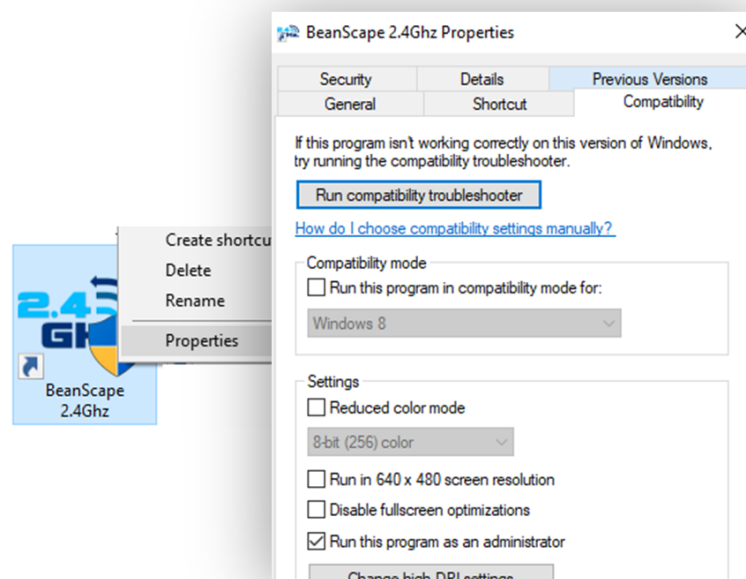 BeanScape 2.4Ghz Properties
Security Details Previous Versions
General Shortcut Compatibility
If this program isn't working correctly on this version of Windows,
try running the compatibility troubleshooter.
Run compatibility troubleshooter
How do I choose compatibility settings manually?
Compatibility mode
Run this program in compatibility mode for:
Windows 8
Settings
Reduced color mode
8-bit (256) color
Run in 640 x 480 screen resolution
Disable fullscreen optimizations
Run this program as an administrator
Change high DPI settings
Create shortcu
Delete
Rename
Properties
2.4
GH
BeanScape
2.4Ghz